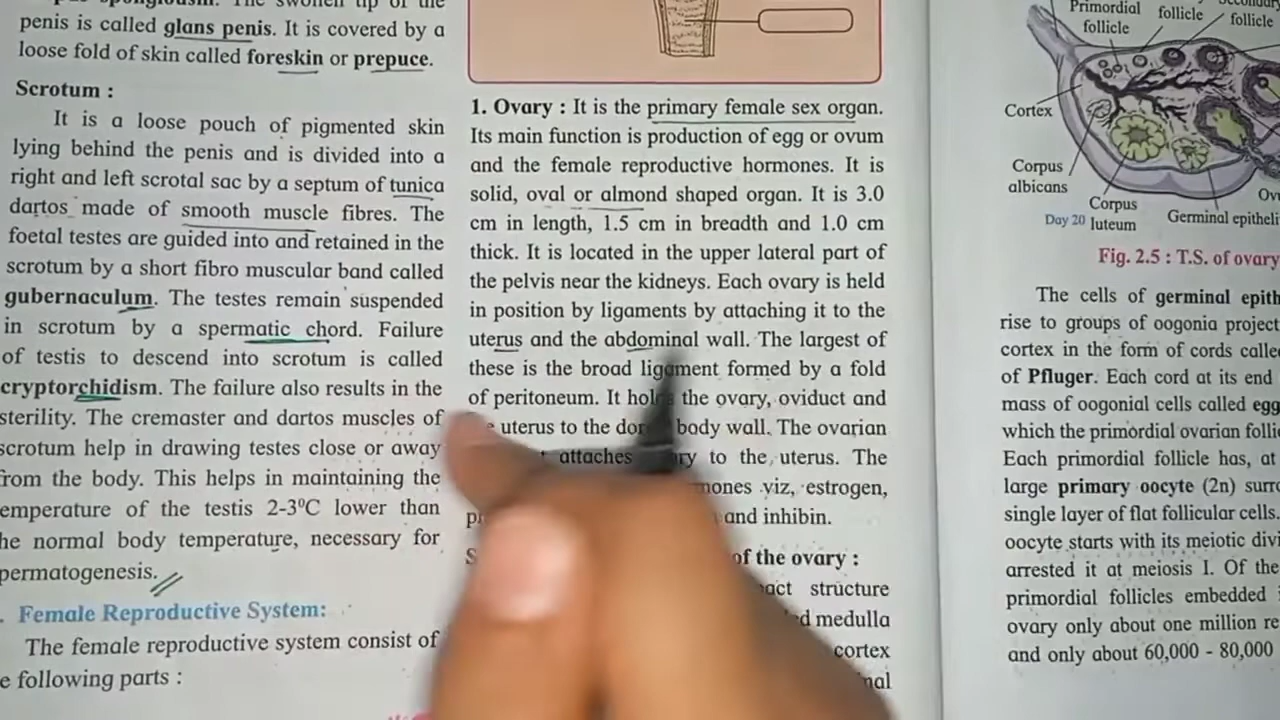 penis is called glans penis. It is covered by a
loose fold of skin called foreskin or prepuce.
Scrotum :
It is a loose pouch of pigmented skin
lying behind the penis and is divided into a
right and left scrotal sac by a septum of tunica
dartos made of smooth muscle fibres. The
foetal testes are guided into and retained in the
scrotum by a short fibro muscular band called
gubernaculum. The testes remain suspended
in scrotum by a spermatic chord. Failure
of testis to descend into scrotum is called
cryptorchidism. The failure also results in the
sterility. The cremaster and dartos muscles of
scrotum help in drawing testes close or away
from the body. This helps in maintaining the
emperature of the testis 2-3⁰C lower than
he normal body temperature, necessary for
permatogenesis.
Female Reproductive System:
The female reproductive system consist of
e following parts :
1. Ovary : It is the primary female sex organ.
Its main function is production of egg or ovum
and the female reproductive hormones. It is
solid, oval or almond shaped organ. It is 3.0
cm in length, 1.5 cm in breadth and 1.0 cm
thick. It is located in the upper lateral part of
the pelvis near the kidneys. Each ovary is held
in position by ligaments by attaching it to the
uterus and the abdominal wall. The largest of
these is the broad ligament formed by a fold
of peritoneum. It the ovary, oviduct and
uterus to the body wall. The ovarian
attaches to the uterus. The
viz, estrogen,
and inhibin.
of the ovary :
structure
medulla
cortex
Primordial
follicle
follicle
follicle
Cortex
Corpus
albicans
Corpus
luteum
Day 20
Germinal epitheli
Fig. 2.5 : T.S. of ovary
The cells of germinal epith
rise to groups of oogonia project
cortex in the form of cords calle
of Pfluger. Each cord at its end
mass of oogonial cells called egg
which the primordial ovarian folli
Each primordial follicle has, at
large primary oocyte (2n) surr
single layer of flat follicular cells.
oocyte starts with its meiotic divi
arrested it at meiosis I. Of the
primordial follicles embedded
ovary only about one million re
and only about 60,000 - 80,000